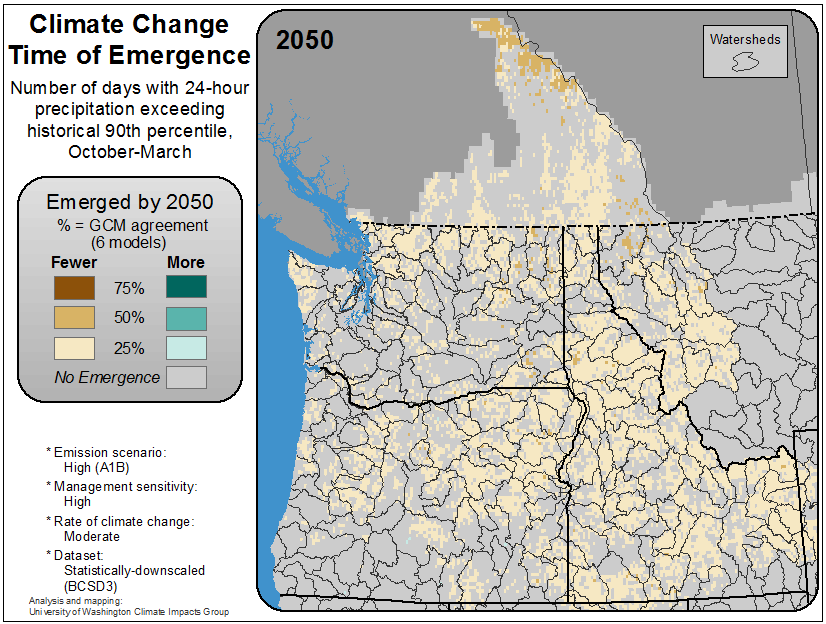 Climate Change
Time of Emergence
Number of days with 24-hour
precipitation exceeding
historical 90th percentile,
October-March
Emerged by 2050
% = GCM agreement
(6 models)
Fewer More
75%
50%
25%
No Emergence
* Emission scenario:
High (A1B)
* Management sensitivity:
High
* Rate of climate change:
Moderate
* Dataset:
Statistically-downscaled
(BCSD3)
Analysis and mapping:
University of Washington Climate Impacts Group
2050
Watersheds